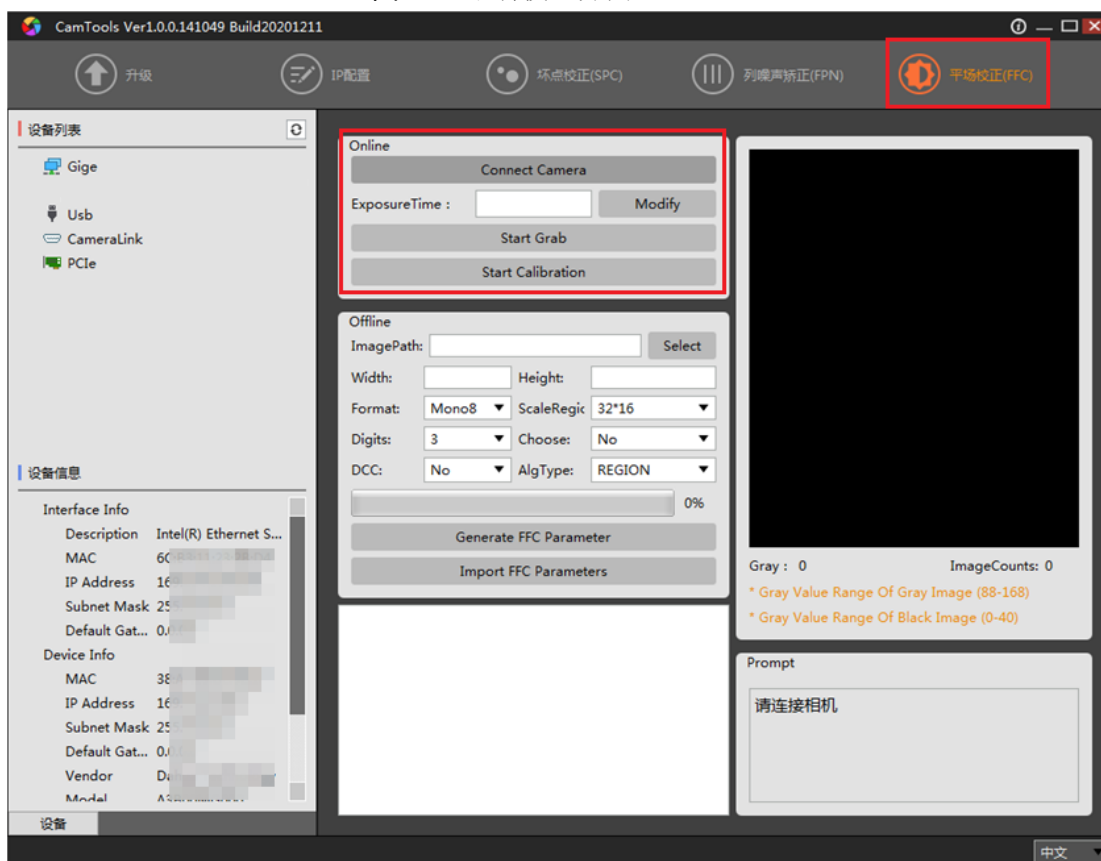 CamTools Ver1.0.0.141049 Build20201211
升级
IP配置
坏点校正(SPC)
列噪声矫正(FPN)
平场校正(FFC)
设备列表
Gige
Usb
CameraLink
PCIe
设备信息
Interface Info
Description Intel(R) Ethernet S...
MAC
IP Address
Subnet Mask
Default Gat...
Device Info
MAC
IP Address
Subnet Mask
Default Gat...
Vendor
Model
设备
Online
Connect Camera
ExposureTime : Modify
Start Grab
Start Calibration
Offline
ImagePath: Select
Width: Height:
Format: Mono8 ScaleRegic 32*16
Digits: 3 Choose: No
DCC: No AlgType: REGION
0%
Generate FFC Parameter
Import FFC Parameters
Gray : 0 ImageCounts: 0
* Gray Value Range Of Gray Image (88-168)
* Gray Value Range Of Black Image (0-40)
Prompt
请连接相机
中文